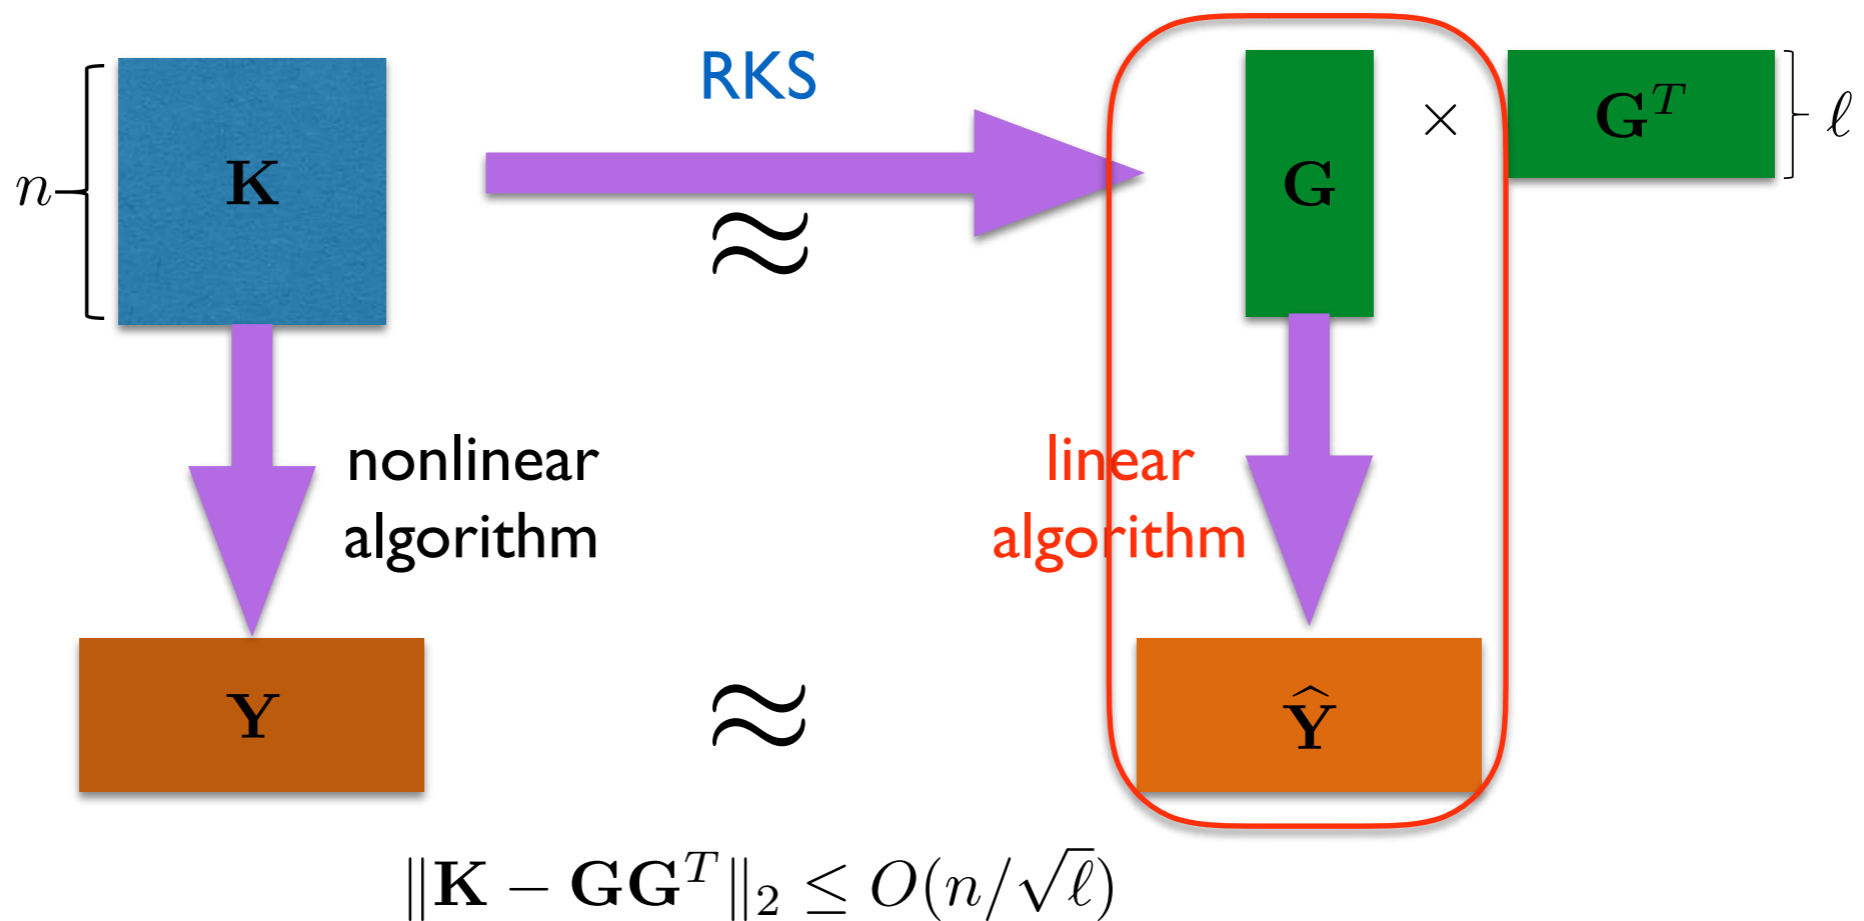 RKS
n
K
≈
G
×
G^T
ℓ
nonlinear
algorithm
linear
algorithm
Y
≈
Ŷ
‖K − GG^T‖₂ ≤ O(n/√ℓ)